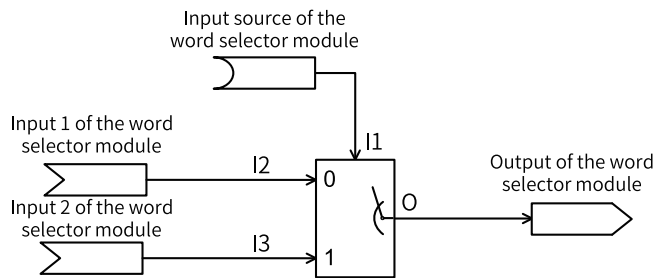 Input source of the
word selector module
I1
Input 1 of the word
selector module
I2
0
Input 2 of the word
selector module
I3
1
O
Output of the word
selector module